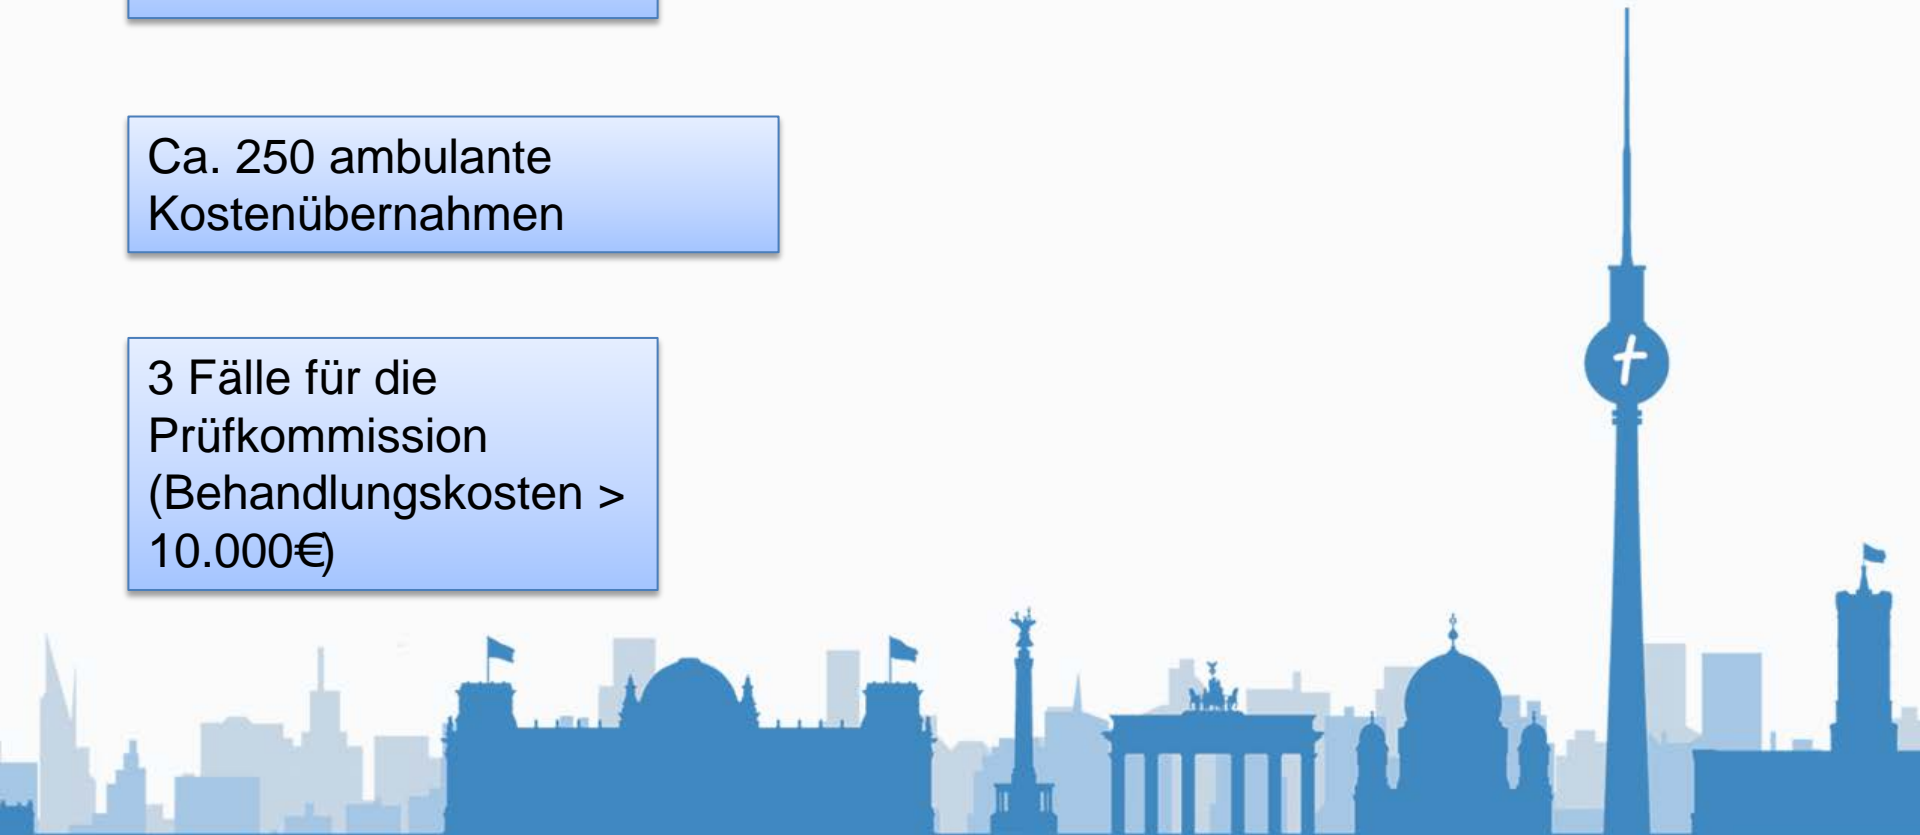 Ca. 250 ambulante
Kostenübernahmen
3 Fälle für die
Prüfkommission
(Behandlungskosten >
10.000€)